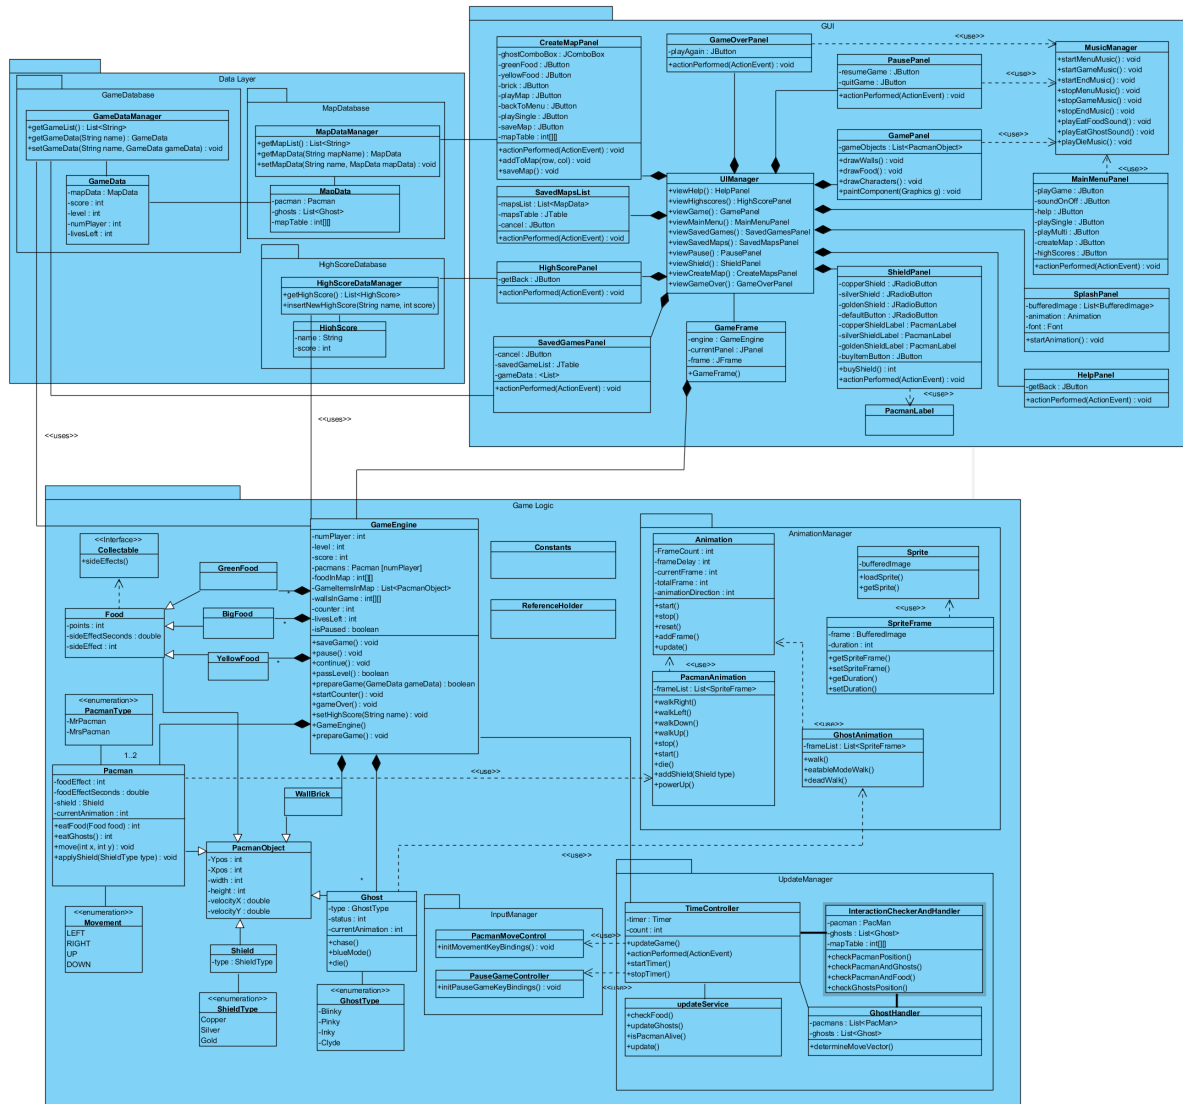 GUI
CreateMapPanel
-ghostComboBox : JComboBox
-greenFood : JButton
-yellowFood : JButton
-brick : JButton
-playMap : JButton
-backToMenu : JButton
-playSingle : JButton
-saveMap : JButton
-mapTable : int[][]
+actionPerformed(ActionEvent) : void
+addToMap(row, col)
+saveMap() : void
GameOverPanel
-playAgain : JButton
+actionPerformed(ActionEvent) : void
<<use>>
PausePanel
-resumeGame : JButton
-quitGame : JButton
+actionPerformed(ActionEvent) : void
<<use>>
MusicManager
+startMenuMusic() : void
+startGameMusic() : void
+startEndMusic() : void
+stopMenuMusic() : void
+stopGameMusic() : void
+stopEndMusic() : void
+playEatFoodSound() : void
+playEatGhostSound() : void
+playDieMusic() : void
GamePanel
-gameObjects : List<PacmanObject>
+drawWalls() : void
+drawFood() : void
+drawCharacters() : void
+paintComponent(Graphics g) : void
<<use>>
<<use>>
MainMenuPanel
-playGame : JButton
-soundOnOff : JButton
-help : JButton
-playSingle : JButton
-playMulti : JButton
-createMap : JButton
-highScores : JButton
+actionPerformed(ActionEvent) : void
UIManager
+viewHelp() : HelpPanel
+viewHighscores() : HighScorePanel
+viewGame() : GamePanel
+viewMainMenu() : MainMenuPanel
+viewSavedGames() : SavedGamesPanel
+viewSavedMaps() : SavedMapsPanel
+viewPause() : PausePanel
+viewShield() : ShieldPanel
+viewCreateMap() : CreateMapsPanel
+viewGameOver() : GameOverPanel
SavedMapsList
-mapsList : List<MapData>
-mapsTable : JTable
-cancel : JButton
+actionPerformed(ActionEvent) : void
HighScorePanel
-getBack : JButton
+actionPerformed(ActionEvent) : void
SavedGamesPanel
-cancel : JButton
-savedGameList : JTable
-gameData : <List>
+actionPerformed(ActionEvent) : void
GameFrame
-engine : GameEngine
-currentPanel : JPanel
-frame : JFrame
+GameFrame()
ShieldPanel
-copperShield : JRadioButton
-silverShield : JRadioButton
-goldenShield : JRadioButton
-defaultButton : JRadioButton
-copperShieldLabel : PacmanLabel
-silverShieldLabel : PacmanLabel
-goldenShieldLabel : PacmanLabel
-buyItemButton : JButton
+buyShield() : int
+actionPerformed(ActionEvent) : void
<<use>>
PacmanLabel
SplashPanel
-bufferedImage : List<BufferedImage>
-animation : Animation
-font : Font
+startAnimation() : void
HelpPanel
-getBack : JButton
+actionPerformed(ActionEvent) : void
Data Layer
GameDatabase
GameDataManager
+getGameList() : List<String>
+getGameData(String name) : GameData
+setGameData(String name, GameData gameData) : void
GameData
-mapData : MapData
-score : int
-level : int
-numPlayer : int
-livesLeft : int
MapDatabase
MapDataManager
+getMapList() : List<String>
+getMapData(String mapName) : MapData
+setMapData(String name, MapData mapData) : void
MapData
-pacman : Pacman
-ghosts : List<Ghost>
-mapTable : int[][]
HighScoreDatabase
HighScoreDataManager
+getHighScore() : List<HighScore>
+insertNewHighScore(String name, int score)
HighScore
-name : String
-score : int
<<uses>>
<<uses>>
Game Logic
<<Interface>>
Collectable
+sideEffects()
Food
-points : int
-sideEffectSeconds : double
-sideEffect : int
GreenFood
BigFood
YellowFood
*
*
*
GameEngine
-numPlayer : int
-level : int
-score : int
-pacmans : Pacman [numPlayer]
-foodInMap : int[][]
-GameItemsInMap : List<PacmanObject>
-wallsInGame : int[][]
-counter : int
-livesLeft : int
-isPaused : boolean
+saveGame() : void
+pause() : void
+continue() : void
+passLevel() : boolean
+prepareGame(GameData gameData) : boolean
+startCounter() : void
+gameOver() : void
+setHighScore(String name) : void
+GameEngine()
+prepareGame() : void
Constants
ReferenceHolder
<<enumeration>>
PacmanType
-MrPacman
-MrsPacman
1..2
Pacman
-foodEffect : int
-foodEffectSeconds : double
-shield : Shield
-currentAnimation : int
+eatFood(Food food) : int
+eatGhosts() : int
+move(int x, int y) : void
+applyShield(ShieldType type) : void
<<enumeration>>
Movement
LEFT
RIGHT
UP
DOWN
WallBrick
PacmanObject
-Ypos : int
-Xpos : int
-width : int
-height : int
-velocityX : double
-velocityY : double
Shield
-type : ShieldType
<<enumeration>>
ShieldType
Copper
Silver
Gold
*
Ghost
-type : GhostType
-status : int
-currentAnimation : int
+chase()
+blueMode()
+die()
<<enumeration>>
GhostType
-Blinky
-Pinky
-Inky
-Clyde
AnimationManager
Animation
-FrameCount : int
-frameDelay : int
-currentFrame : int
-totalFrame : int
-animationDirection : int
+start()
+stop()
+reset()
+addFrame()
+update()
<<use>>
PacmanAnimation
-frameList : List<SpriteFrame>
+walkRight()
+walkLeft()
+walkDown()
+walkUp()
+stop()
+start()
+die()
+addShield(Shield type)
+powerUp()
<<use>>
Sprite
-bufferedImage
+loadSprite()
+getSprite()
<<use>>
SpriteFrame
-frame : BufferedImage
-duration : int
+getSpriteFrame()
+setSpriteFrame()
+getDuration()
+setDuration()
<<use>>
GhostAnimation
-frameList : List<SpriteFrame>
+walk()
+eatableModeWalk()
+deadWalk()
<<use>>
InputManager
PacmanMoveControl
+initMovementKeyBindings() : void
PauseGameController
+initPauseGameKeyBindings() : void
<<use>>
<<use>>
UpdateManager
TimeController
-timer : Timer
-count : int
+updateGame()
+actionPerformed(ActionEvent)
+startTimer()
+stopTimer()
InteractionCheckerAndHandler
-pacman : PacMan
-ghosts : List<Ghost>
-mapTable : int[][]
+checkPacmanPosition()
+checkPacmanAndGhosts()
+checkPacmanAndFood()
+checkGhostsPosition()
updateService
+checkFood()
+updateGhosts()
+isPacmanAlive()
+update()
GhostHandler
-pacmans : List<PacMan>
-ghosts : List<Ghost>
+determineMoveVector()